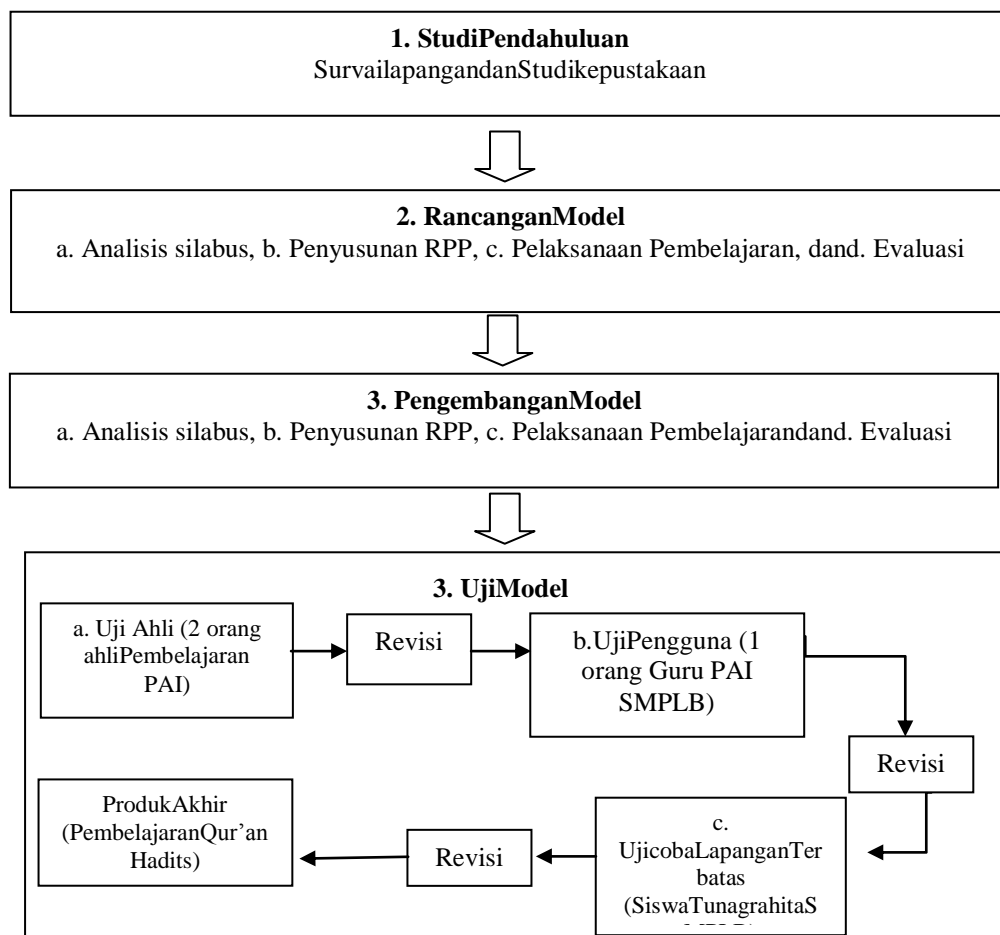 1. StudiPendahuluan
SurvailapangandanStudikepustakaan
2. RancanganModel
a. Analisis silabus, b. Penyusunan RPP, c. Pelaksanaan Pembelajaran, dand. Evaluasi
3. PengembanganModel
a. Analisis silabus, b. Penyusunan RPP, c. Pelaksanaan Pembelajarandand. Evaluasi
3. UjiModel
a. Uji Ahli (2 orang
ahliPembelajaran
PAI)
Revisi
b.UjiPengguna (1
orang Guru PAI
SMPLB)
Revisi
c.
UjicobaLapanganTer
batas
(SiswaTunagrahitaS
Revisi
ProdukAkhir
(PembelajaranQur’an
Hadits)